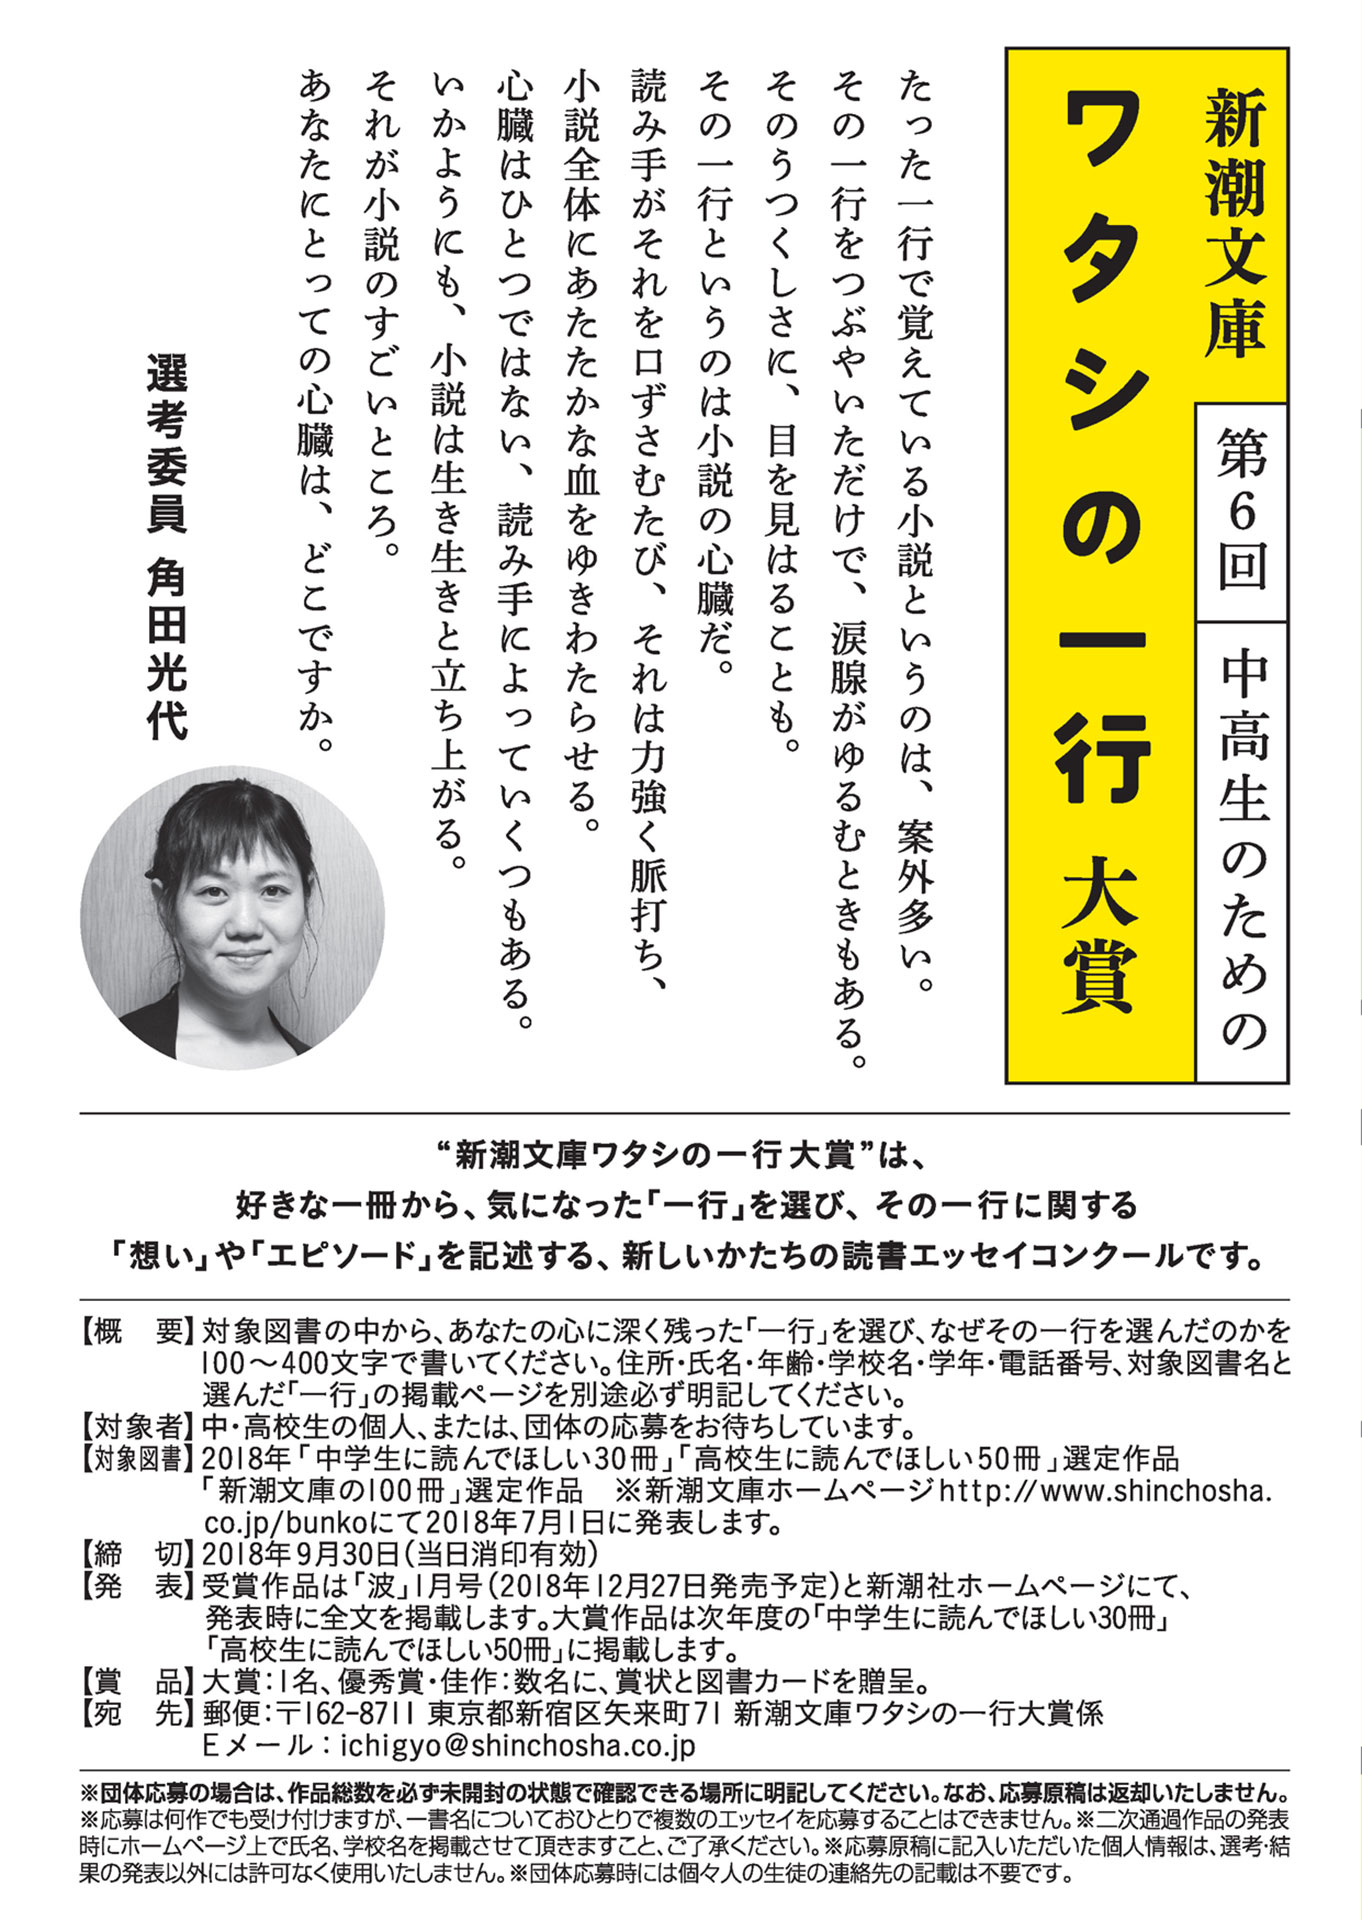 新潮文庫
第6回
中高生のための
ワタシの一行大賞
たった一行で覚えている小説というのは、案外多い。
その一行をつぶやいただけで、涙腺がゆるむときもある。
そのうつくしさに、目を見はることも。
その一行というのは小説の心臓だ。
読み手がそれを口ずさむたび、それは力強く脈打ち、
小説全体にあたたかな血をゆきわたらせる。
心臓はひとつではない、読み手によっていくつもある。
いかようにも、小説は生き生きと立ち上がる。
それが小説のすごいところ。
あなたにとっての心臓は、どこですか。
選考委員 角田光代
“新潮文庫ワタシの一行大賞”は、
好きな一冊から、気になった「一行」を選び、その一行に関する
「想い」や「エピソード」を記述する、新しいかたちの読書エッセイコンクールです。
【概　要】対象図書の中から、あなたの心に深く残った「一行」を選び、なぜその一行を選んだのかを
100～400文字で書いてください。住所・氏名・年齢・学校名・学年・電話番号、対象図書名と
選んだ「一行」の掲載ページを別途必ず明記してください。
【対象者】中・高校生の個人、または、団体の応募をお待ちしています。
【対象図書】2018年「中学生に読んでほしい30冊」「高校生に読んでほしい50冊」選定作品
「新潮文庫の100冊」選定作品　※新潮文庫ホームページhttp://www.shinchosha.
co.jp/bunkoにて2018年7月1日に発表します。
【締　切】2018年9月30日（当日消印有効）
【発　表】受賞作品は「波」1月号（2018年12月27日発売予定）と新潮社ホームページにて、
発表時に全文を掲載します。大賞作品は次年度の「中学生に読んでほしい30冊」
「高校生に読んでほしい50冊」に掲載します。
【賞　品】大賞：1名、優秀賞・佳作：数名に、賞状と図書カードを贈呈。
【宛　先】郵便：〒162-8711 東京都新宿区矢来町71 新潮文庫ワタシの一行大賞係
Eメール：ichigyo@shinchosha.co.jp
※団体応募の場合は、作品総数を必ず未開封の状態で確認できる場所に明記してください。なお、応募原稿は返却いたしません。
※応募は何作でも受け付けますが、一書名についておひとりで複数のエッセイを応募することはできません。※二次通過作品の発表
時にホームページ上で氏名、学校名を掲載させて頂きますこと、ご了承ください。※応募原稿に記入いただいた個人情報は、選考・結
果の発表以外には許可なく使用いたしません。※団体応募時には個々人の生徒の連絡先の記載は不要です。